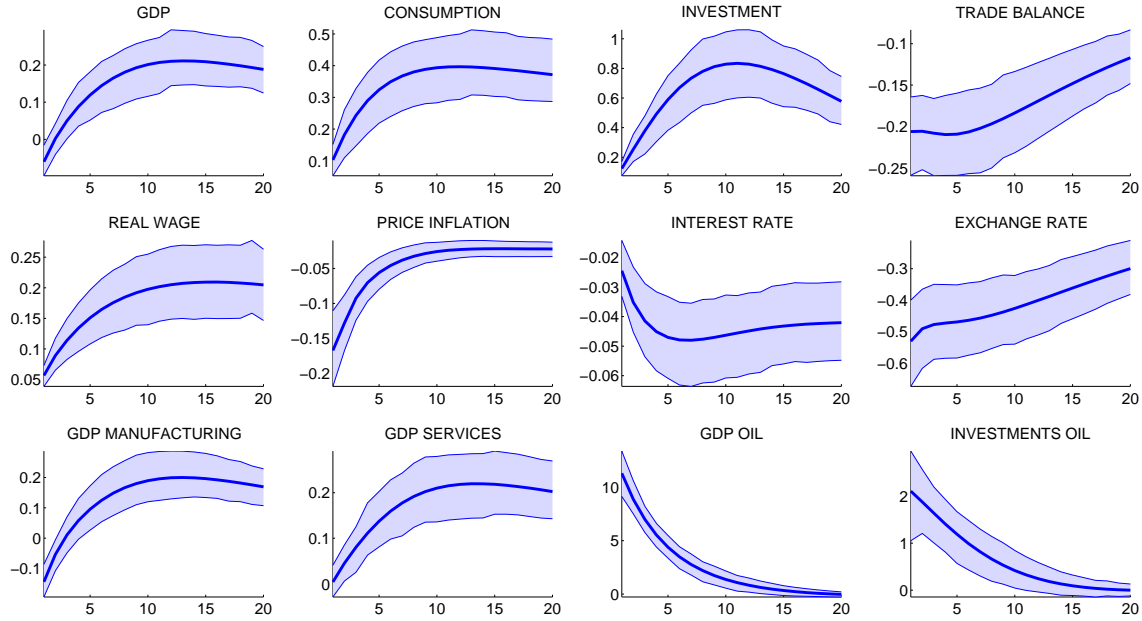 GDP
CONSUMPTION
INVESTMENT
TRADE BALANCE
0.2
0.1
0
5 10 15 20
0.5
0.4
0.3
0.2
0.1
5 10 15 20
1
0.8
0.6
0.4
0.2
5 10 15 20
−0.1
−0.15
−0.2
−0.25
5 10 15 20
REAL WAGE
PRICE INFLATION
INTEREST RATE
EXCHANGE RATE
0.25
0.2
0.15
0.1
0.05
5 10 15 20
−0.05
−0.1
−0.15
−0.2
5 10 15 20
−0.02
−0.03
−0.04
−0.05
−0.06
5 10 15 20
−0.3
−0.4
−0.5
−0.6
5 10 15 20
GDP MANUFACTURING
GDP SERVICES
GDP OIL
INVESTMENTS OIL
0.2
0.1
0
−0.1
5 10 15 20
0.2
0
5 10 15 20
10
5
0
5 10 15 20
2
1
0
5 10 15 20